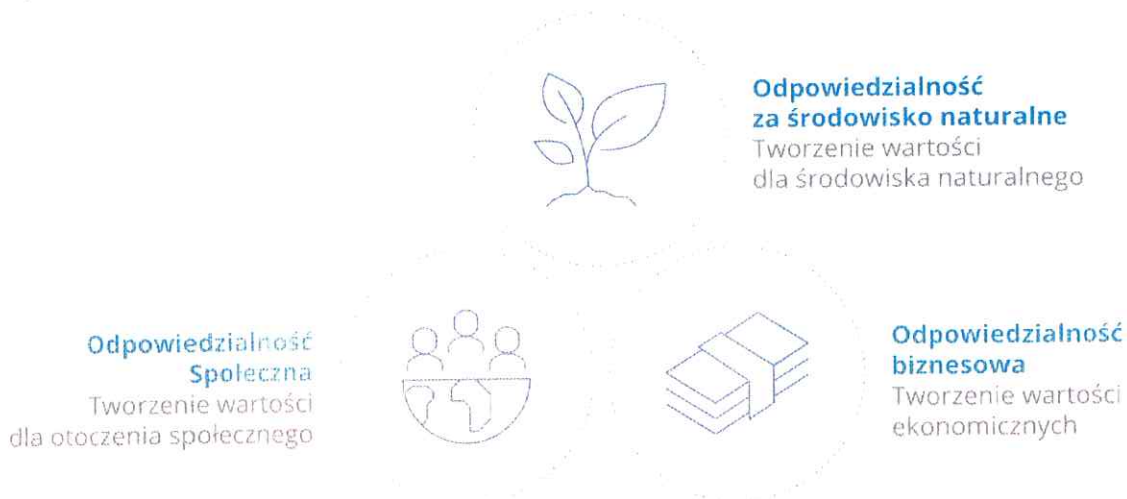 Odpowiedzialność
za środowisko naturalne
Tworzenie wartości
dla środowiska naturalnego
Odpowiedzialność
Społeczna
Tworzenie wartości
dla otoczenia społecznego
Odpowiedzialność
biznesowa
Tworzenie wartości
ekonomicznych